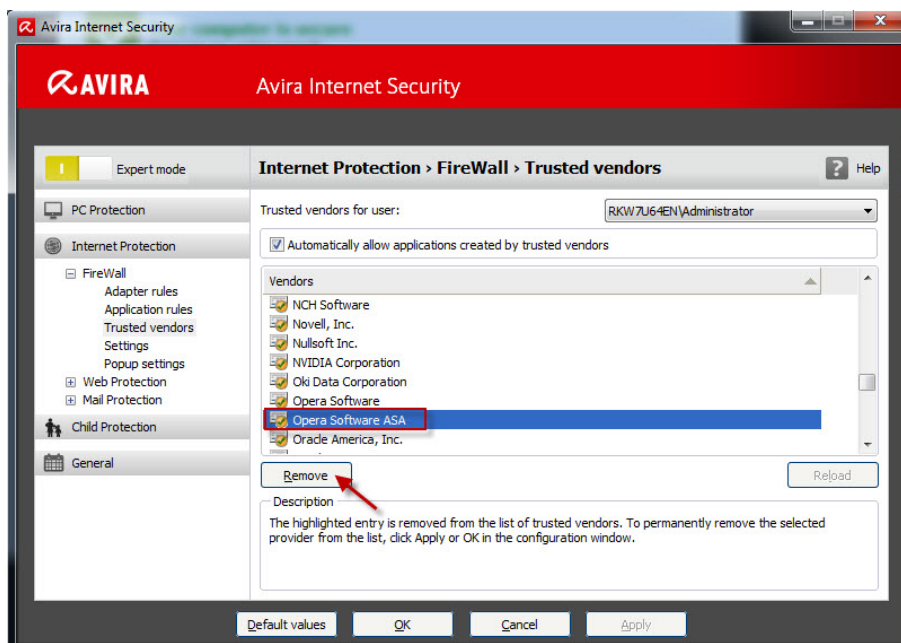 Avira Internet Security
AVIRA
Avira Internet Security
Expert mode
Internet Protection › FireWall › Trusted vendors
? Help
PC Protection
Internet Protection
FireWall
Adapter rules
Application rules
Trusted vendors
Settings
Popup settings
Web Protection
Mail Protection
Child Protection
General
Trusted vendors for user:
RKW7U64EN\Administrator
Automatically allow applications created by trusted vendors
Vendors
NCH Software
Novell, Inc.
Nullsoft Inc.
NVIDIA Corporation
Oki Data Corporation
Opera Software
Opera Software ASA
Oracle America, Inc.
Remove
Reload
Description
The highlighted entry is removed from the list of trusted vendors. To permanently remove the selected
provider from the list, click Apply or OK in the configuration window.
Default values
OK
Cancel
Apply